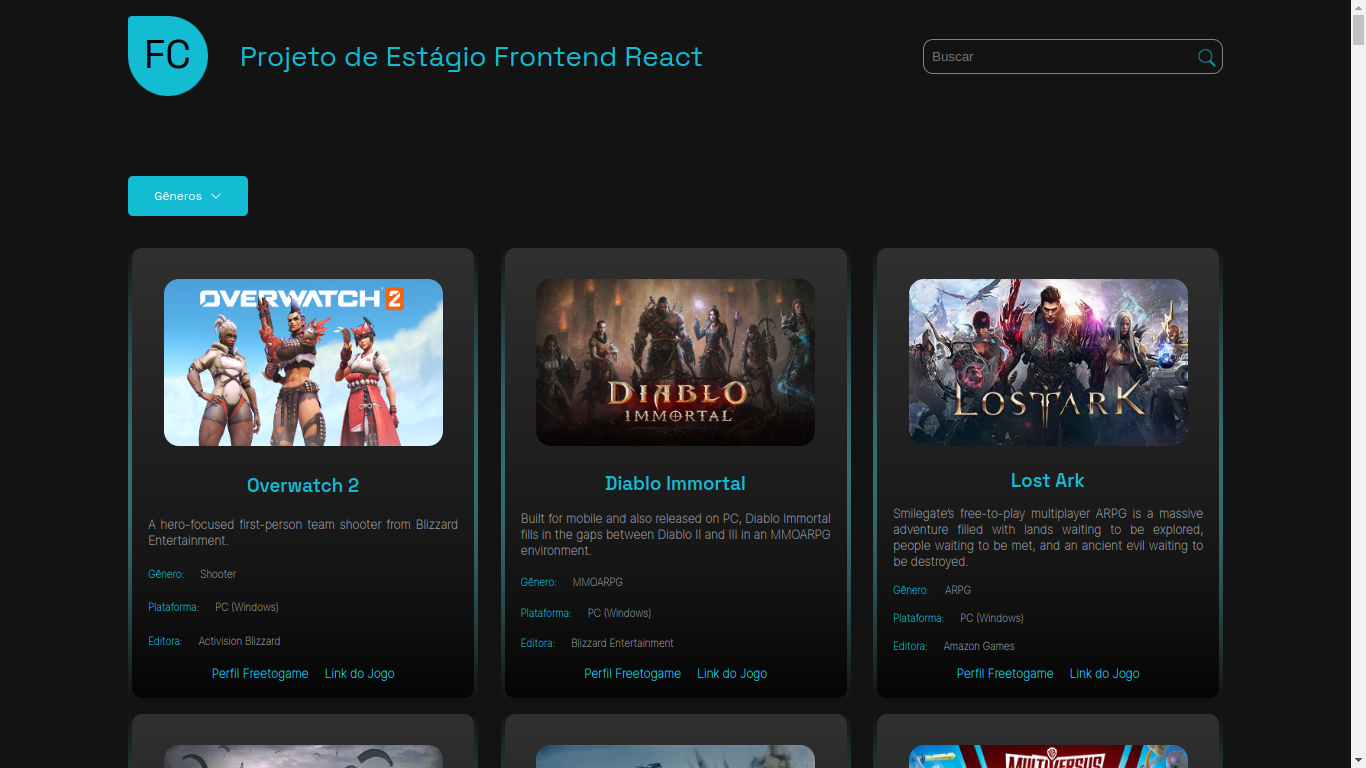 FC
Projeto de Estágio Frontend React
Buscar
Gêneros
OVERWATCH 2
Overwatch 2
A hero-focused first-person team shooter from Blizzard
Entertainment.
Gênero: Shooter
Plataforma: PC (Windows)
Editora: Activision Blizzard
Perfil Freetogame Link do Jogo
DIABLO
IMMORTAL
Diablo Immortal
Built for mobile and also released on PC, Diablo Immortal
fills in the gaps between Diablo II and III in an MMOARPG
environment.
Gênero: MMOARPG
Plataforma: PC (Windows)
Editora: Blizzard Entertainment
Perfil Freetogame Link do Jogo
LOST ARK
Lost Ark
Smilegate’s free-to-play multiplayer ARPG is a massive
adventure filled with lands waiting to be explored,
people waiting to be met, and an ancient evil waiting to
be destroyed.
Gênero: ARPG
Plataforma: PC (Windows)
Editora: Amazon Games
Perfil Freetogame Link do Jogo
MULTIVERSUS